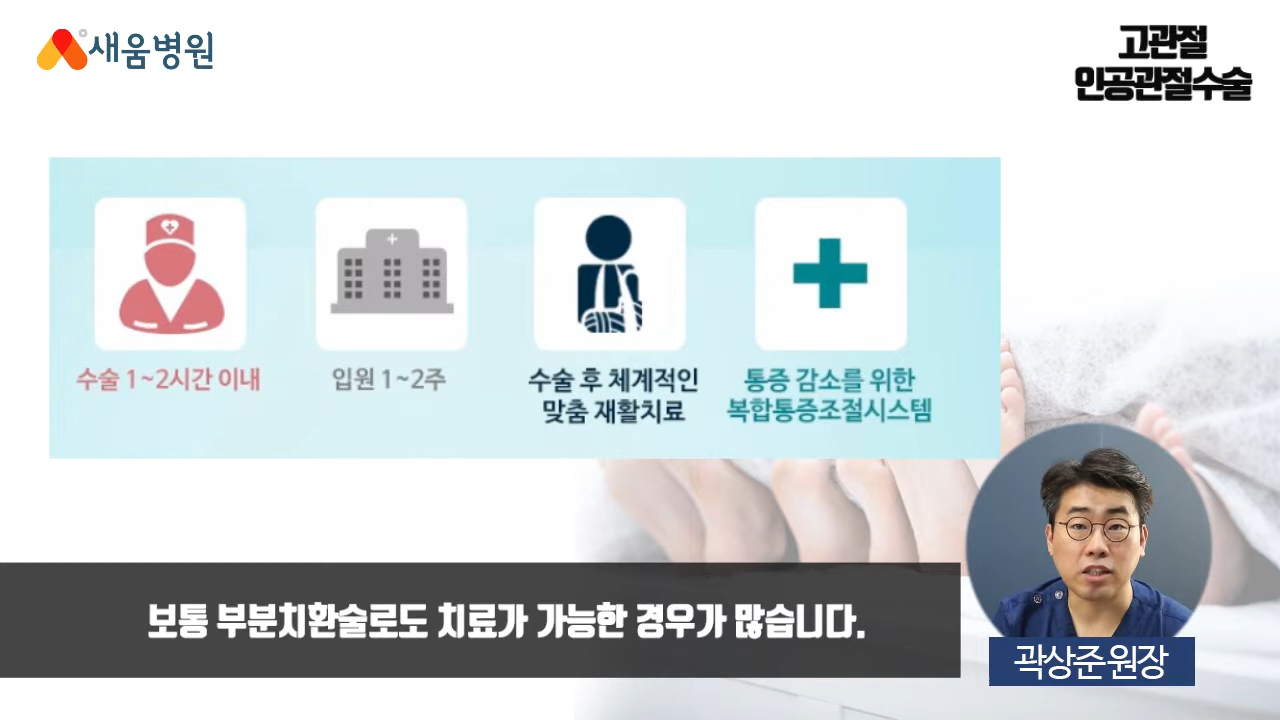 새움병원
고관절
인공관절수술
수술 1~2시간 이내
입원 1~2주
수술 후 체계적인
맞춤 재활치료
통증 감소를 위한
복합통증조절시스템
보통 부분치환술로도 치료가 가능한 경우가 많습니다.
곽상준 원장